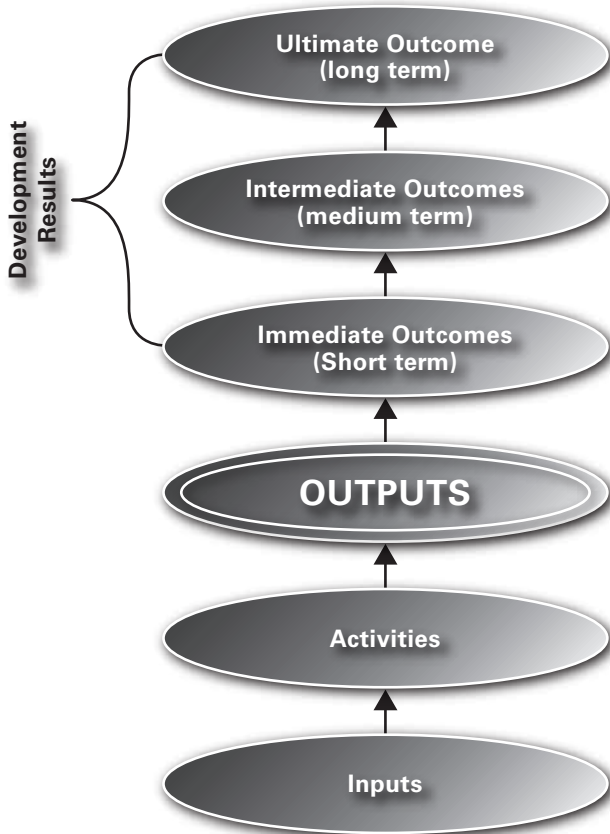 Ultimate Outcome
(long term)
Development
Results
Intermediate Outcomes
(medium term)
Immediate Outcomes
(Short term)
OUTPUTS
Activities
Inputs